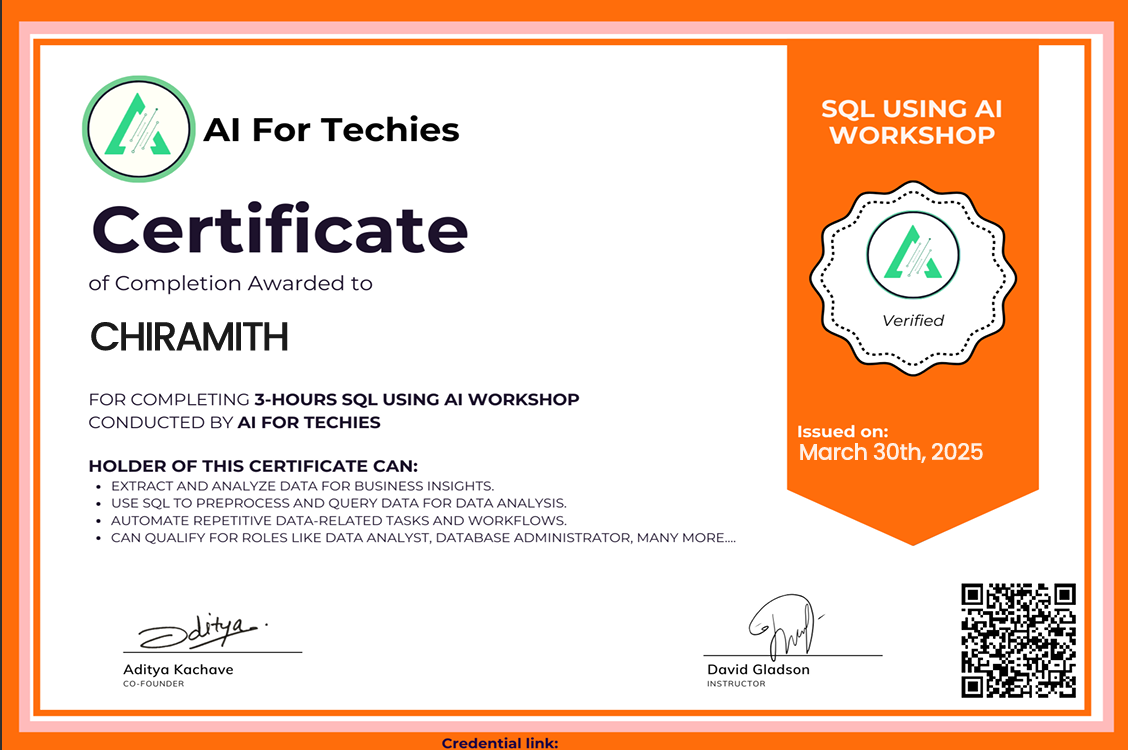 AI For Techies
Certificate
of Completion Awarded to
CHIRAMITH
FOR COMPLETING 3-HOURS SQL USING AI WORKSHOP
CONDUCTED BY AI FOR TECHIES
HOLDER OF THIS CERTIFICATE CAN:
• EXTRACT AND ANALYZE DATA FOR BUSINESS INSIGHTS.
• USE SQL TO PREPROCESS AND QUERY DATA FOR DATA ANALYSIS.
• AUTOMATE REPETITIVE DATA-RELATED TASKS AND WORKFLOWS.
• CAN QUALIFY FOR ROLES LIKE DATA ANALYST, DATABASE ADMINISTRATOR, MANY MORE....
SQL USING AI
WORKSHOP
Verified
Issued on:
March 30th, 2025
Aditya
Aditya Kachave
CO-FOUNDER
David Gladson
INSTRUCTOR
Credential link: